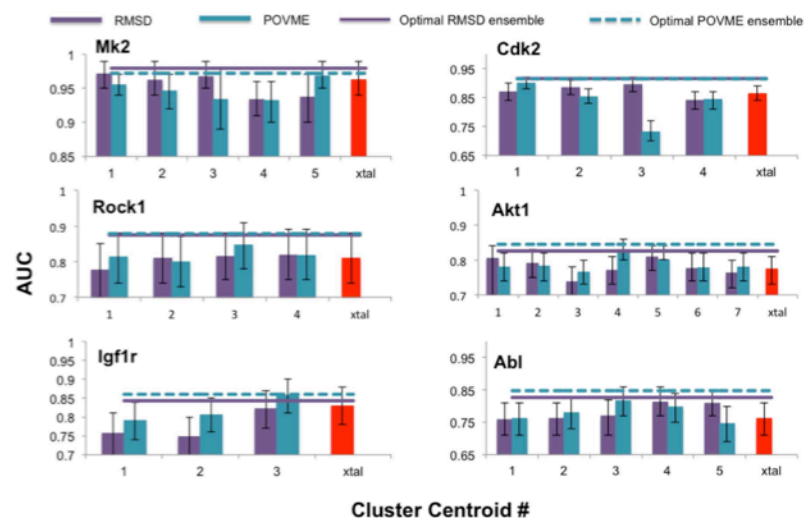 RMSD POVME Optimal RMSD ensemble Optimal POVME ensemble
Mk2
Cdk2
1
0.95
0.9
0.85
1 2 3 4 5 xtal
0.95
0.85
0.75
0.65
1 2 3 4 xtal
Rock1
Akt1
1
0.9
0.8
0.7
1 2 3 4 xtal
1
0.9
0.8
0.7
1 2 3 4 5 6 7 xtal
AUC
Igf1r
Abl
0.95
0.9
0.85
0.8
0.75
0.7
1 2 3 xtal
0.95
0.85
0.75
0.65
1 2 3 4 5 xtal
Cluster Centroid #